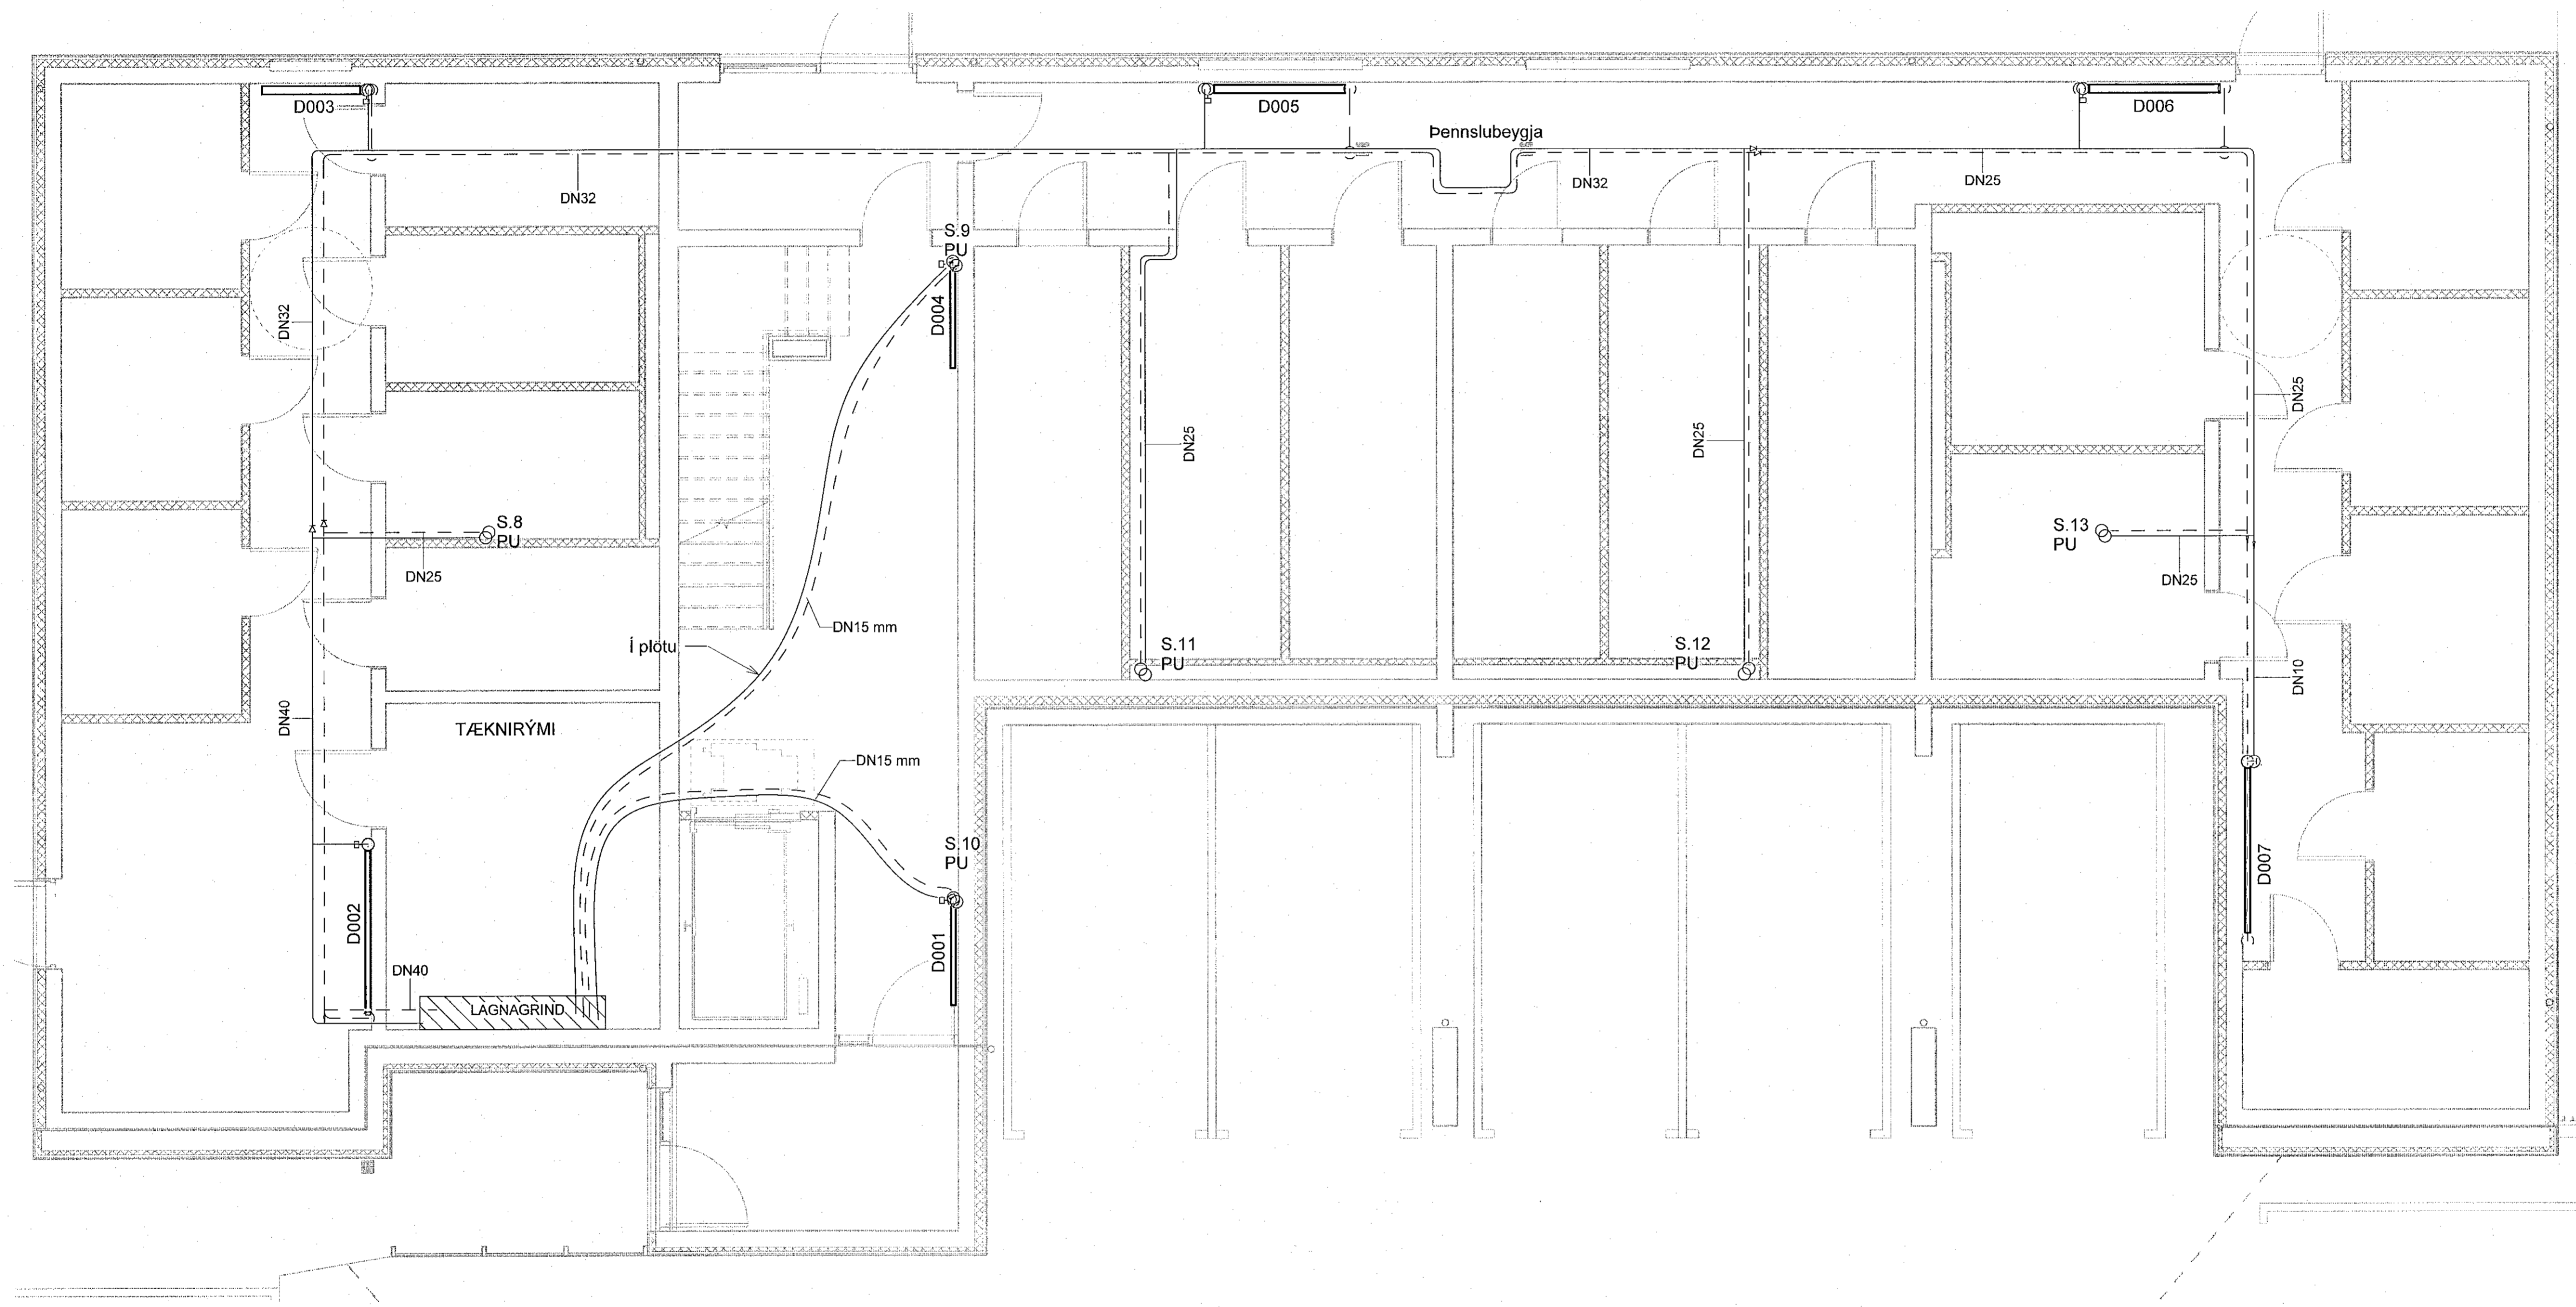 D003
D005
D006
Þennslubeygja
DN32
DN32
DN25
S.9
PU
D004
DN32
DN25
DN25
DN25
S.8
PU
DN25
S.13
PU
DN25
DN15 mm
Í plötu
S.11
PU
S.12
PU
DN10
DN40
TÆKNIRÝMI
DN15 mm
S.10
PU
D007
D002
D001
DN40
LAGNAGRIND